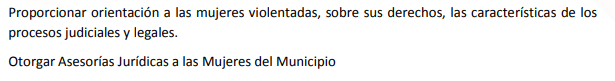 Proporcionar orientación a las mujeres violentadas, sobre sus derechos, las características de los
procesos judiciales y legales.
Otorgar Asesorías Jurídicas a las Mujeres del Municipio